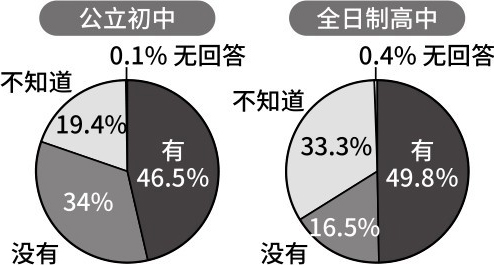 公立初中
0.1% 无回答
不知道
19.4%
有
46.5%
34%
没有
全日制高中
0.4% 无回答
不知道
33.3%
有
49.8%
16.5%
没有